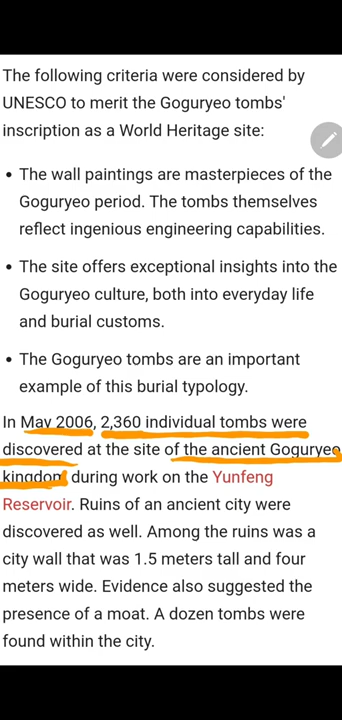 The following criteria were considered by
UNESCO to merit the Goguryeo tombs'
inscription as a World Heritage site:
• The wall paintings are masterpieces of the
Goguryeo period. The tombs themselves
reflect ingenious engineering capabilities.
• The site offers exceptional insights into the
Goguryeo culture, both into everyday life
and burial customs.
• The Goguryeo tombs are an important
example of this burial typology.
In May 2006, 2,360 individual tombs were
discovered at the site of the ancient Goguryeo
kingdom during work on the Yunfeng
Reservoir. Ruins of an ancient city were
discovered as well. Among the ruins was a
city wall that was 1.5 meters tall and four
meters wide. Evidence also suggested the
presence of a moat. A dozen tombs were
found within the city.